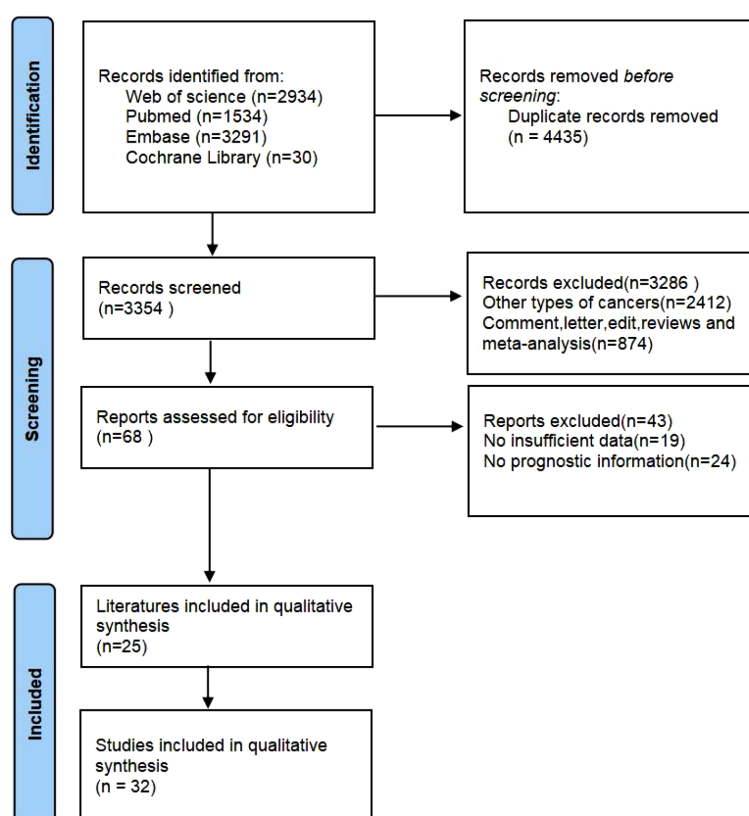 Identification
Records identified from:
Web of science (n=2934)
Pubmed (n=1534)
Embase (n=3291)
Cochrane Library (n=30)
Records removed before
screening:
Duplicate records removed
(n = 4435)
Screening
Records screened
(n=3354 )
Records excluded(n=3286 )
Other types of cancers(n=2412)
Comment,letter,edit,reviews and
meta-analysis(n=874)
Reports assessed for eligibility
(n=68 )
Reports excluded(n=43)
No insufficient data(n=19)
No prognostic information(n=24)
Included
Literatures included in qualitative
synthesis
(n=25)
Studies included in qualitative
synthesis
(n = 32)